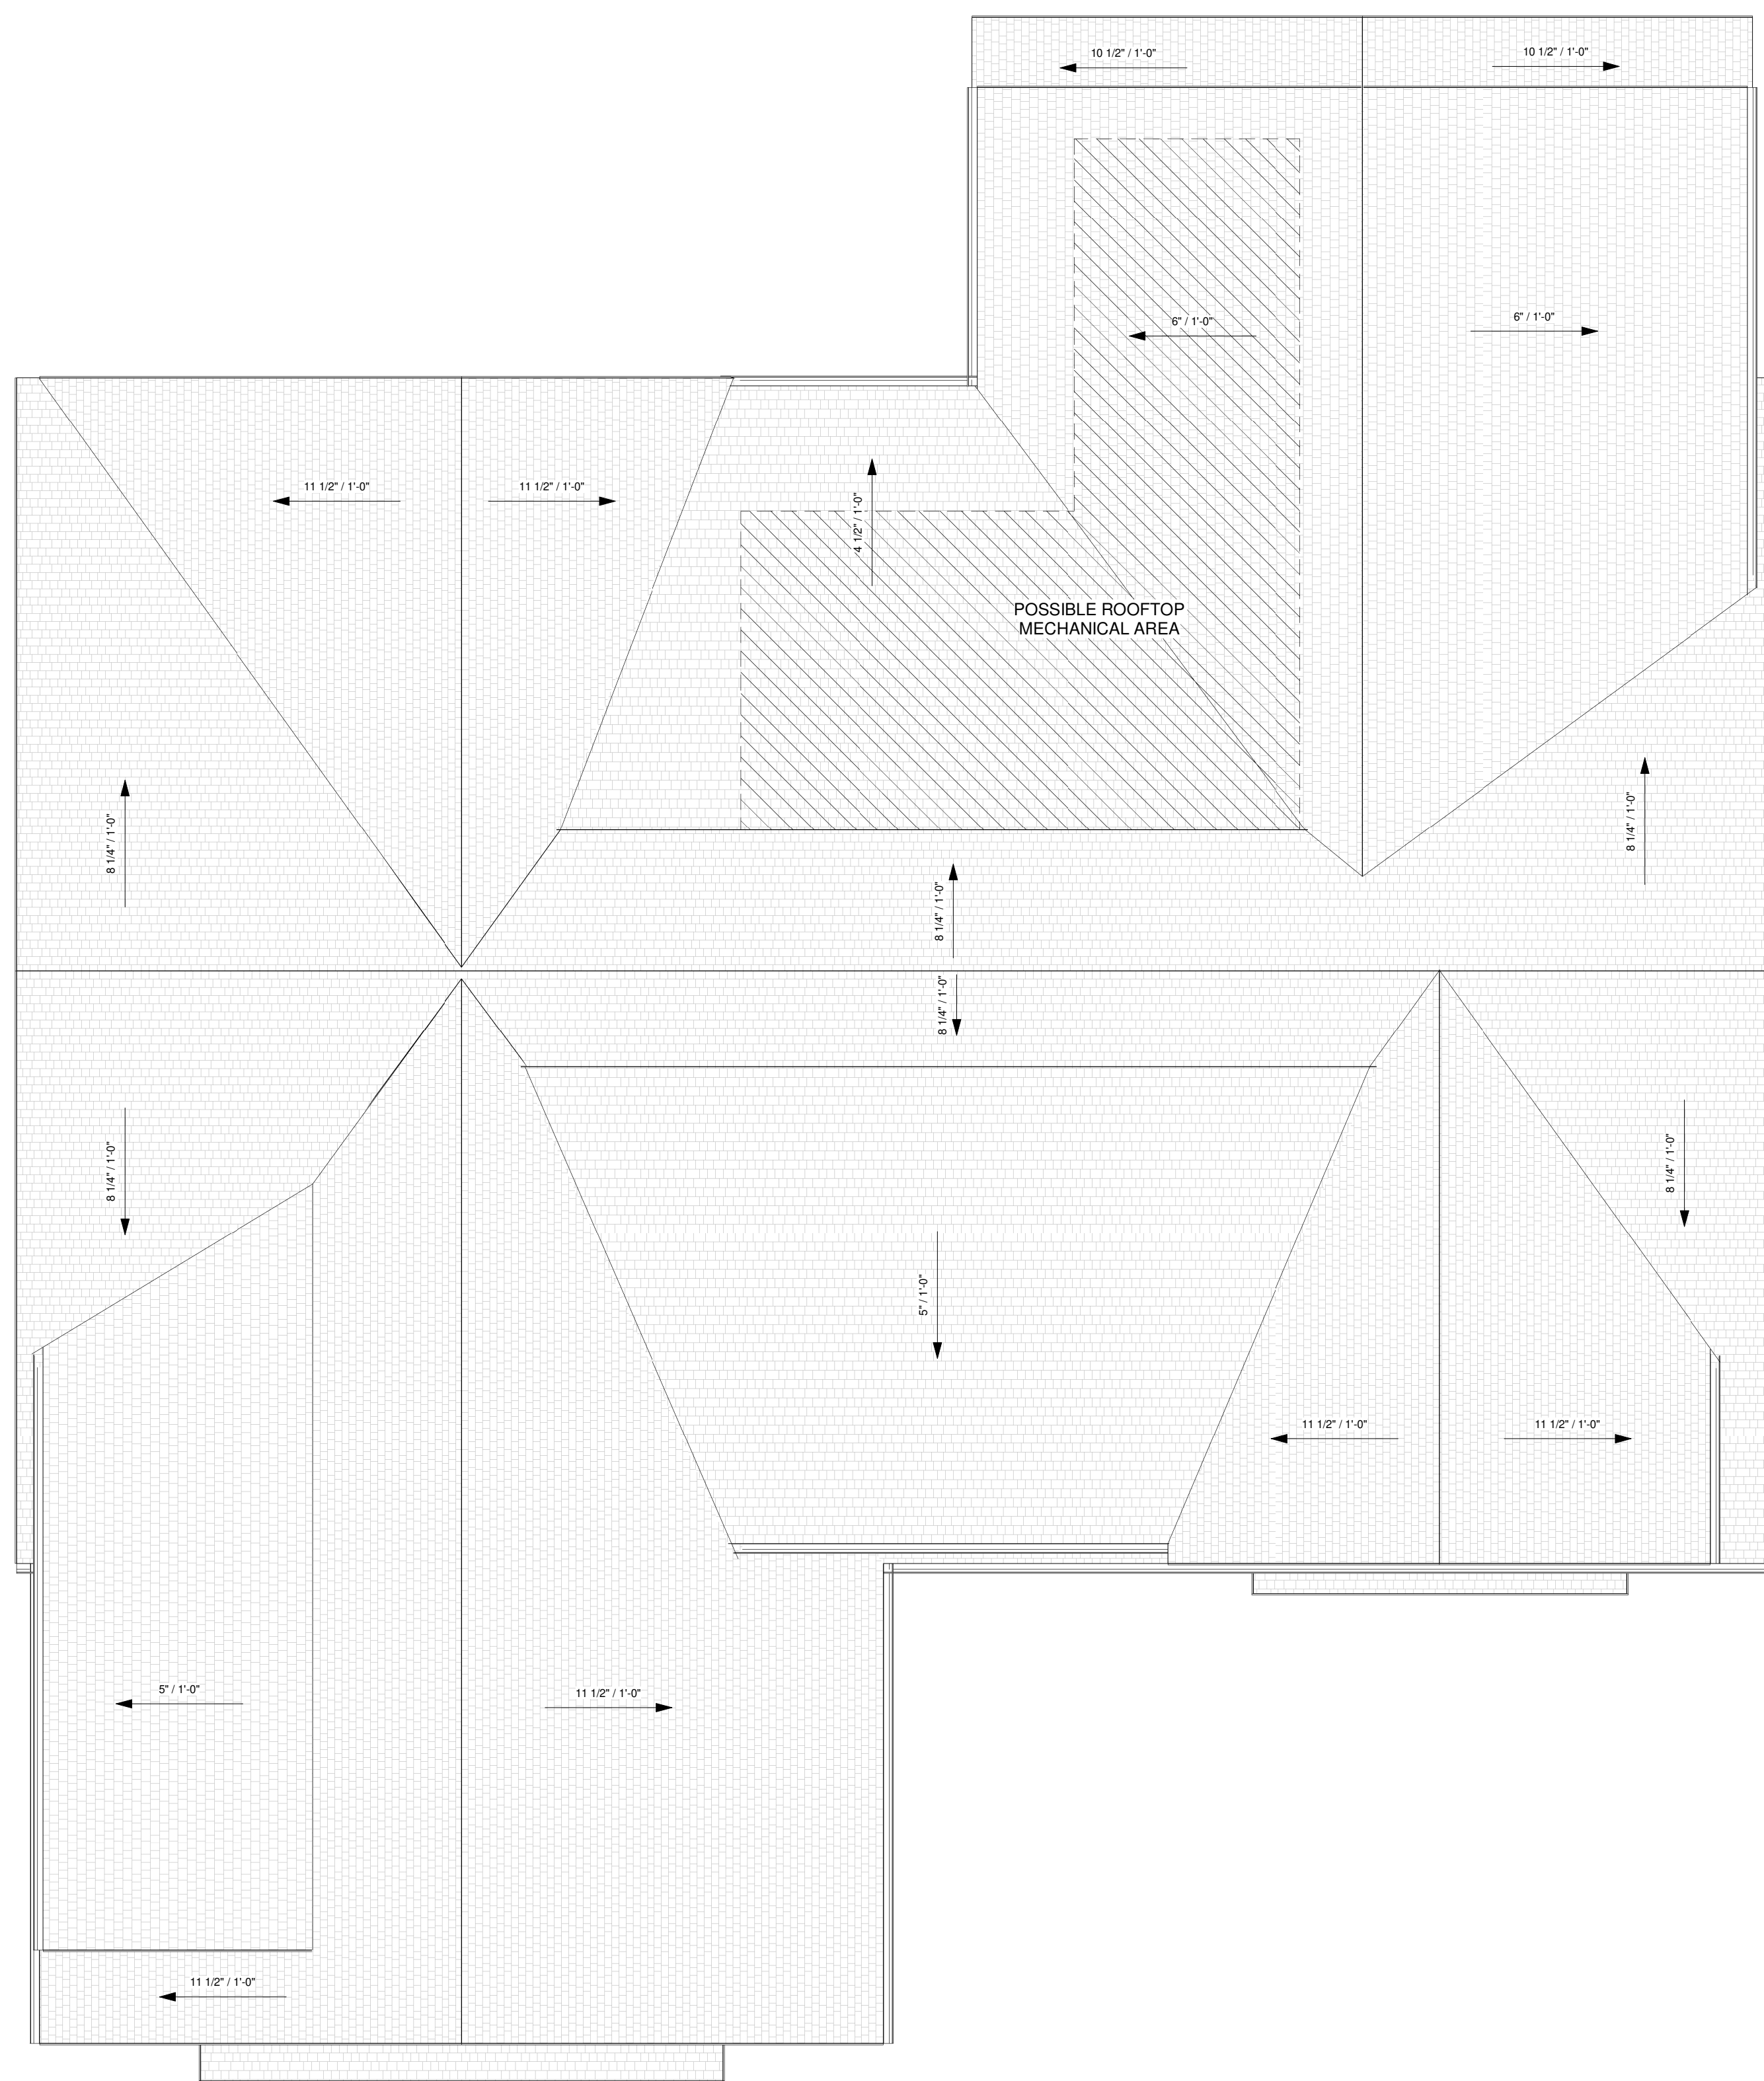 10 1/2" / 1'-0"
10 1/2" / 1'-0"
6" / 1'-0"
6" / 1'-0"
11 1/2" / 1'-0"
11 1/2" / 1'-0"
4 1/2" / 1'-0"
POSSIBLE ROOFTOP
MECHANICAL AREA
8 1/4" / 1'-0"
8 1/4" / 1'-0"
8 1/4" / 1'-0"
8 1/4" / 1'-0"
8 1/4" / 1'-0"
8 1/4" / 1'-0"
5" / 1'-0"
11 1/2" / 1'-0"
11 1/2" / 1'-0"
5" / 1'-0"
11 1/2" / 1'-0"
11 1/2" / 1'-0"